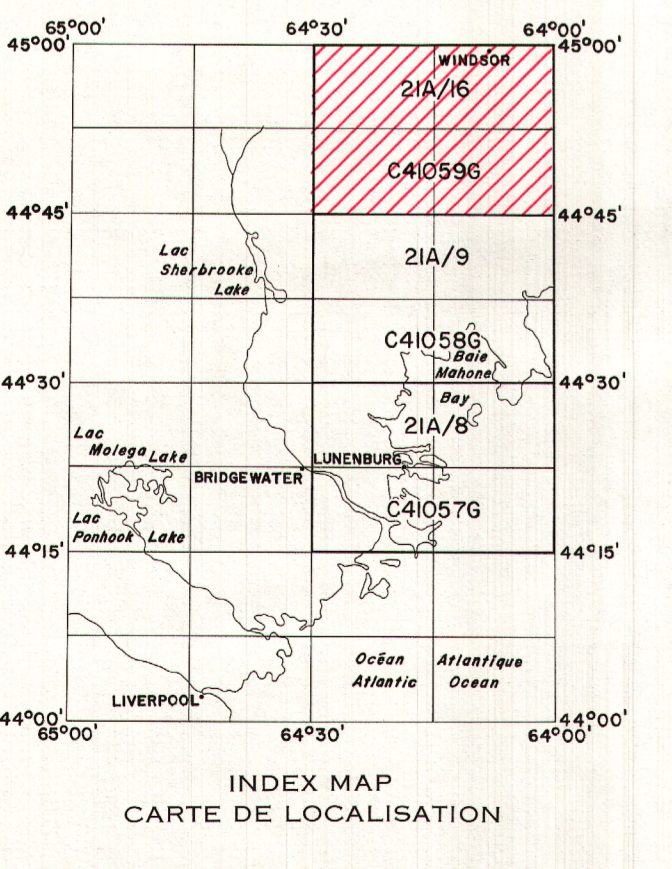 65°00' 64°30' 64°00'
45°00' 45°00'
WINDSOR
21A/16
C41059G
44°45' 44°45'
21A/9
Lac
Sherbrooke
Lake
C41058G
Baie
Mahone
44°30' 44°30'
Bay
21A/8
Lac
Molega Lake
LUNENBURG
BRIDGEWATER
C41057G
Lac
Ponhook Lake
44°15' 44°15'
Océan Atlantique
Atlantic Ocean
LIVERPOOL
44°00' 44°00'
65°00' 64°30' 64°00'
INDEX MAP
CARTE DE LOCALISATION